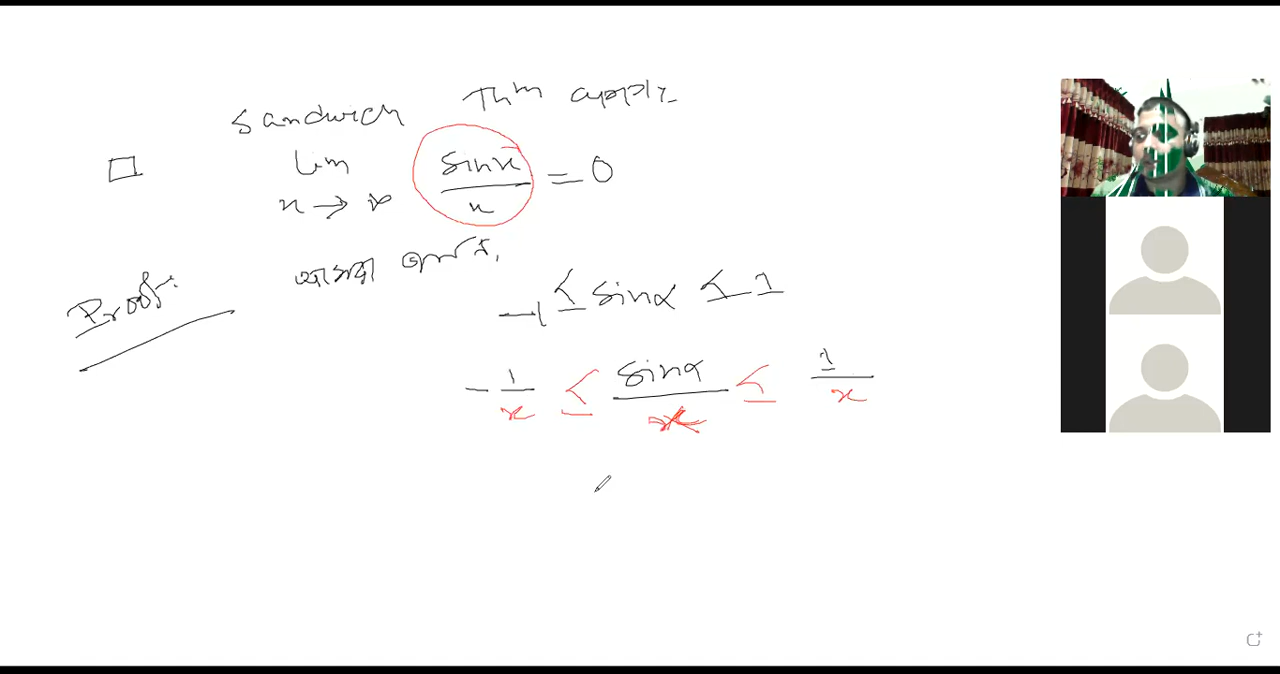 Sandwich Thm apply
lim sinx/x = 0
x → ∞
Proof: আমরা জানি,
-1 ≤ sinx ≤ 1
- 1/x ≤ sinx/x ≤ 1/x